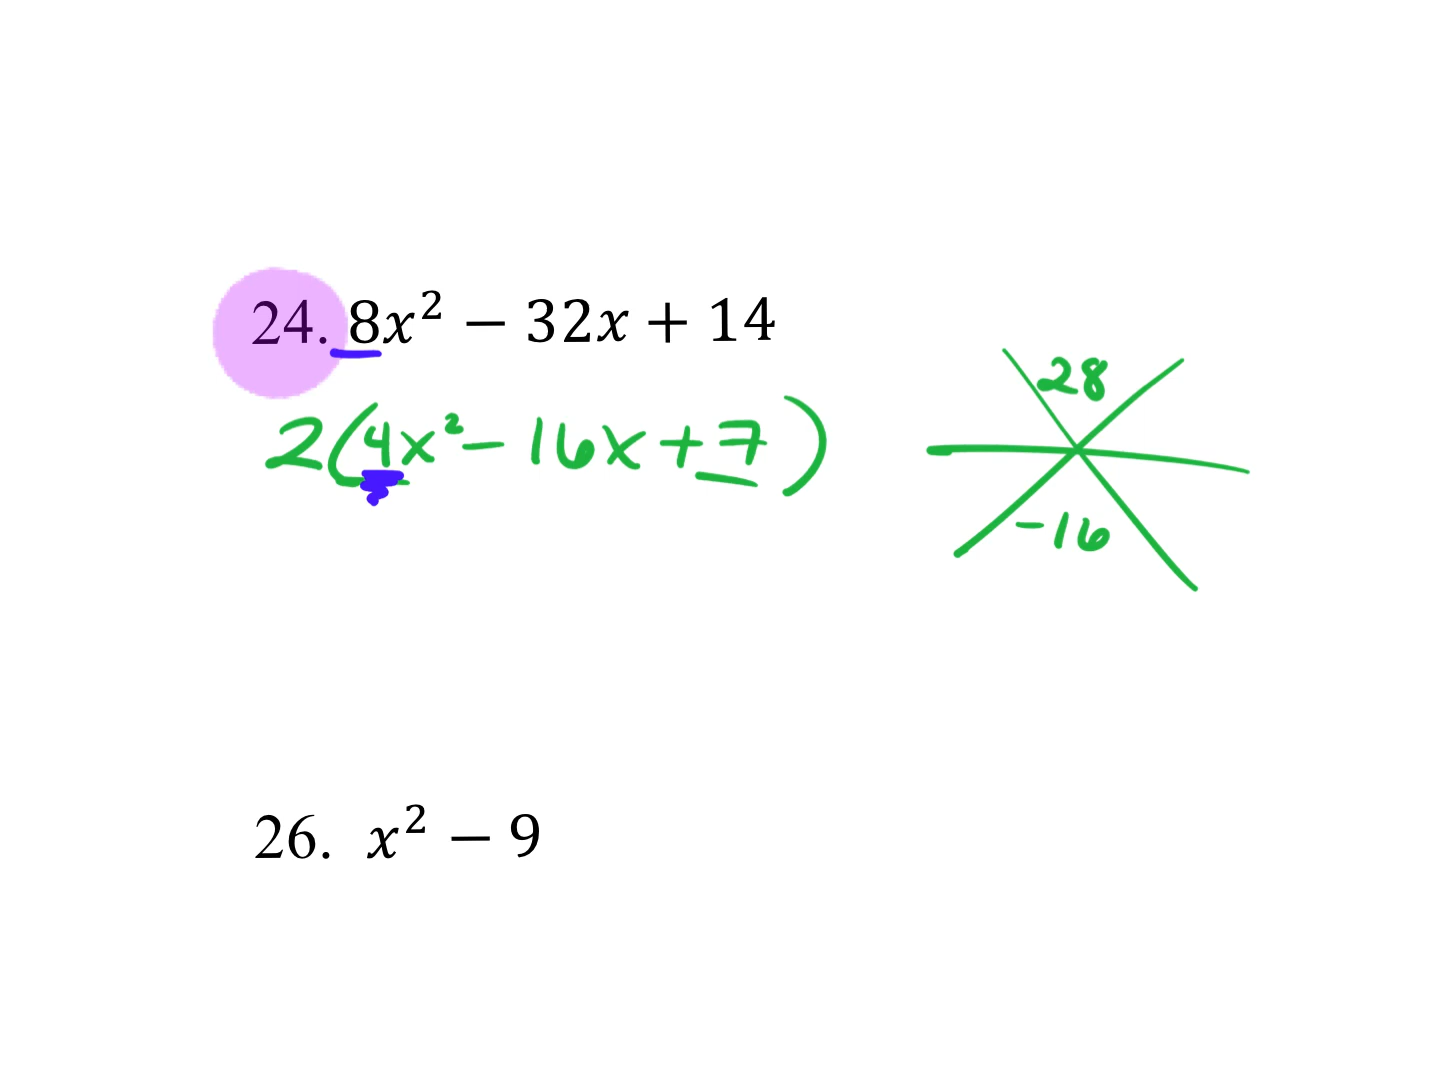 24. 8x² − 32x + 14
2(4x² − 16x + 7)
28
−16
26. x² − 9